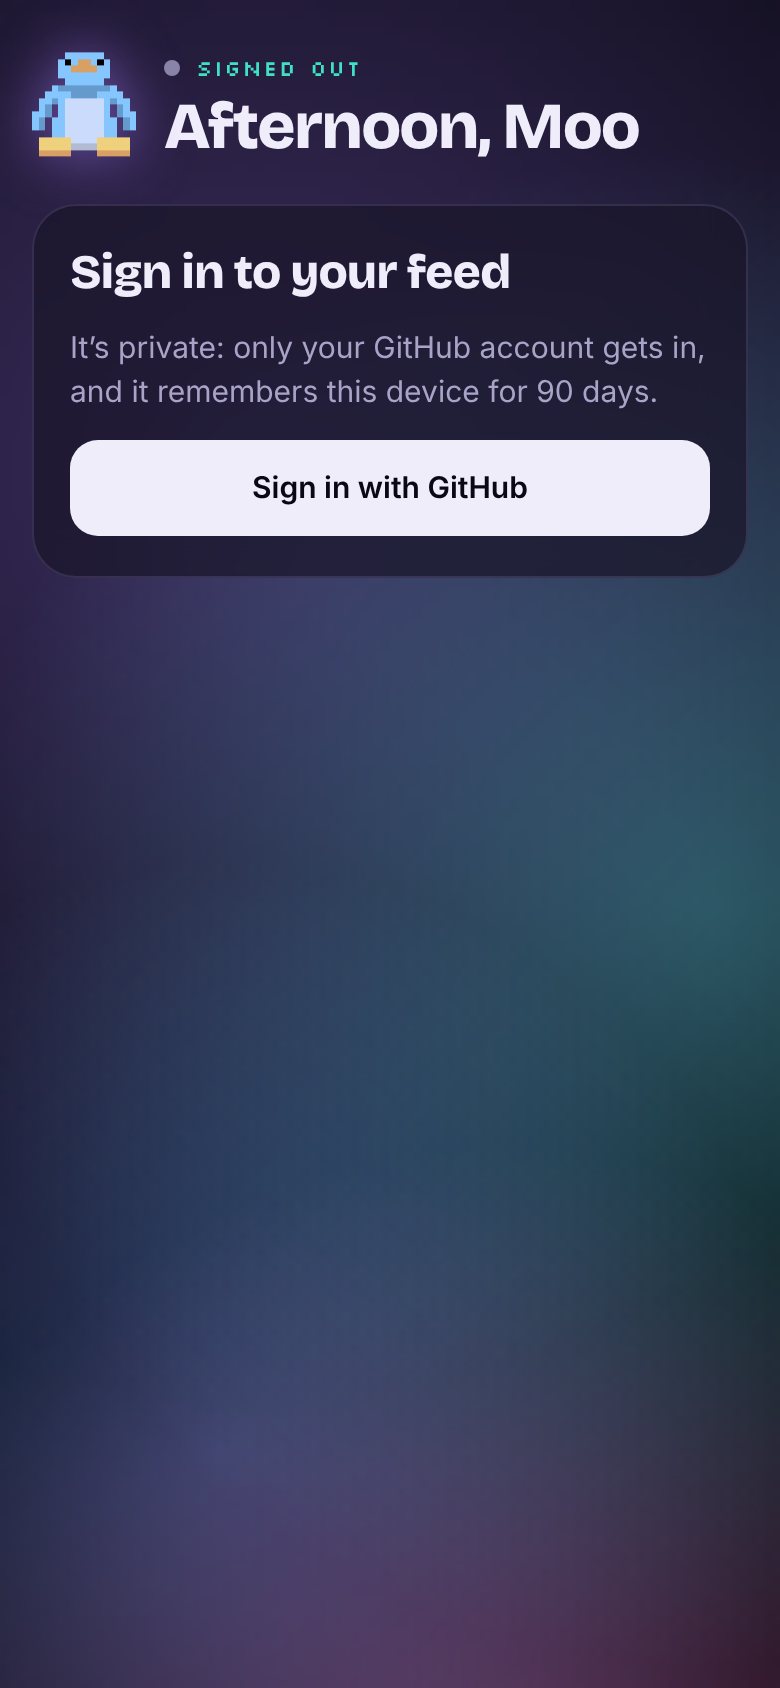 SIGNED OUT
Afternoon, Moo
Sign in to your feed
It’s private: only your GitHub account gets in,
and it remembers this device for 90 days.
Sign in with GitHub